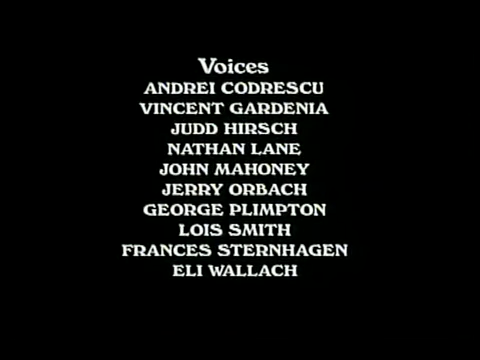 Voices
ANDREI CODRESCU
VINCENT GARDENIA
JUDD HIRSCH
NATHAN LANE
JOHN MAHONEY
JERRY ORBACH
GEORGE PLIMPTON
LOIS SMITH
FRANCES STERNHAGEN
ELI WALLACH